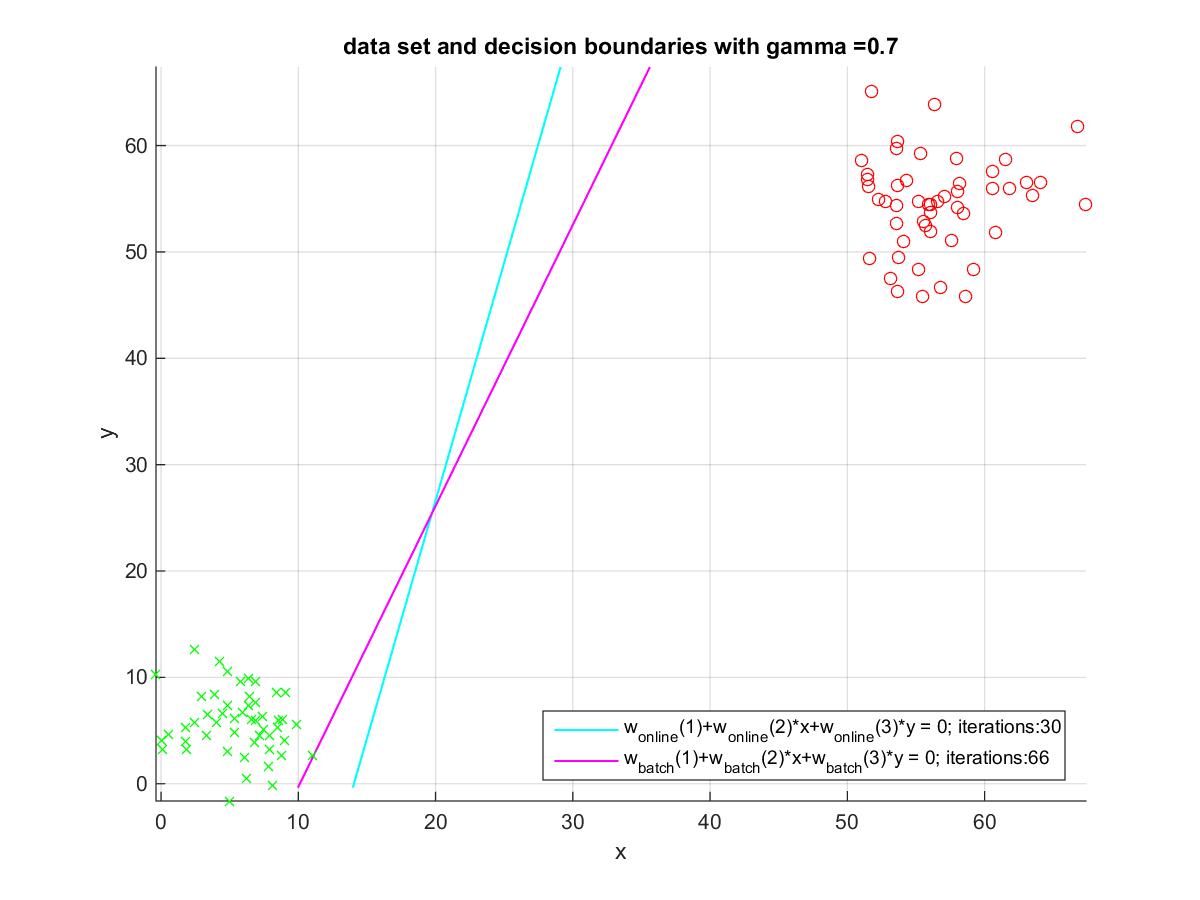 data set and decision boundaries with gamma =0.7
60
50
40
30
20
10
0
y
w_online(1)+w_online(2)*x+w_online(3)*y = 0; iterations:30
w_batch(1)+w_batch(2)*x+w_batch(3)*y = 0; iterations:66
0 10 20 30 40 50 60
x